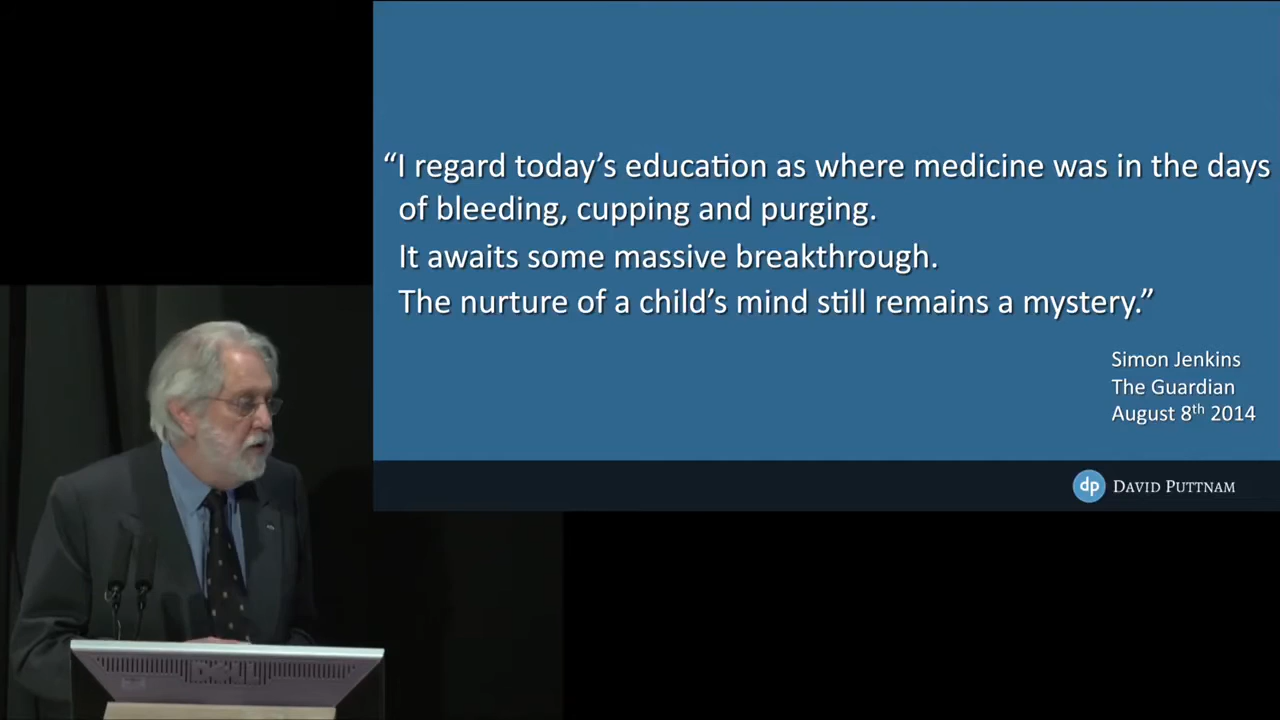 “I regard today’s education as where medicine was in the days
of bleeding, cupping and purging.
It awaits some massive breakthrough.
The nurture of a child’s mind still remains a mystery.”
Simon Jenkins
The Guardian
August 8th 2014
dp DAVID PUTTNAM
DELL